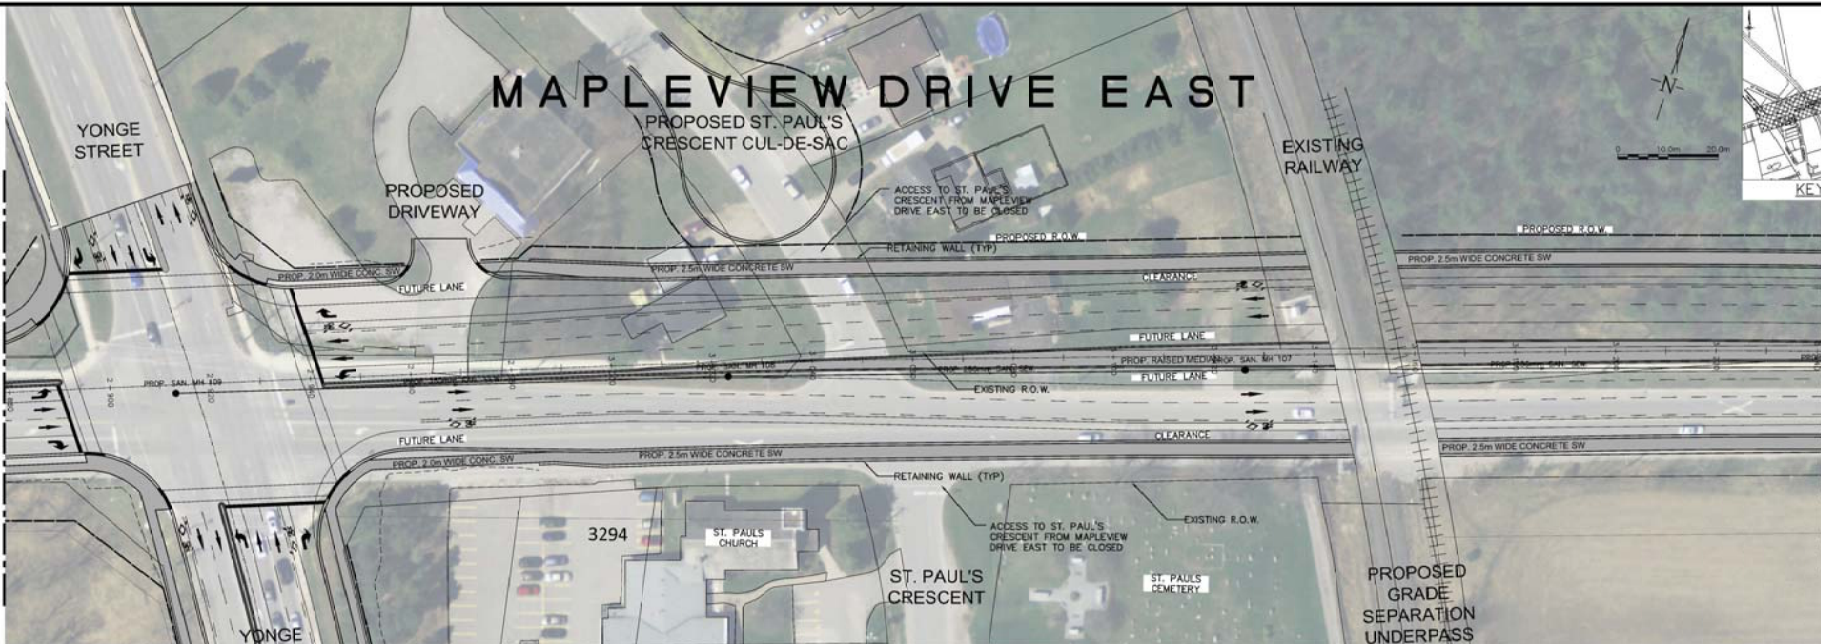 MAPLEVIEW DRIVE EAST
YONGE
STREET
PROPOSED
DRIVEWAY
PROPOSED ST. PAUL'S
CRESCENT CUL-DE-SAC
ACCESS TO ST. PAUL'S
CRESCENT FROM MAPLEVIEW
DRIVE EAST TO BE CLOSED
EXISTING
RAILWAY
N
0 10.0m 20.0m
KEY
PROPOSED R.O.W.
PROPOSED R.O.W.
RETAINING WALL (TYP)
PROP. 2.0m WIDE CONC. SW
PROP. 2.5m WIDE CONCRETE SW
PROP. 2.5m WIDE CONCRETE SW
CLEARANCE
FUTURE LANE
FUTURE LANE
PROP. RAISED MEDIAN
PROP. SAN. MH 107
FUTURE LANE
PROP. SAN. MH 109
PROP. SAN. MH 108
EXISTING R.O.W.
FUTURE LANE
CLEARANCE
PROP. 2.0m WIDE CONC. SW
PROP. 2.5m WIDE CONCRETE SW
PROP. 2.5m WIDE CONCRETE SW
RETAINING WALL (TYP)
3294
ST. PAULS
CHURCH
ACCESS TO ST. PAUL'S
CRESCENT FROM MAPLEVIEW
DRIVE EAST TO BE CLOSED
EXISTING R.O.W.
ST. PAUL'S
CRESCENT
ST. PAULS
CEMETERY
PROPOSED
GRADE
SEPARATION
UNDERPASS
YONGE